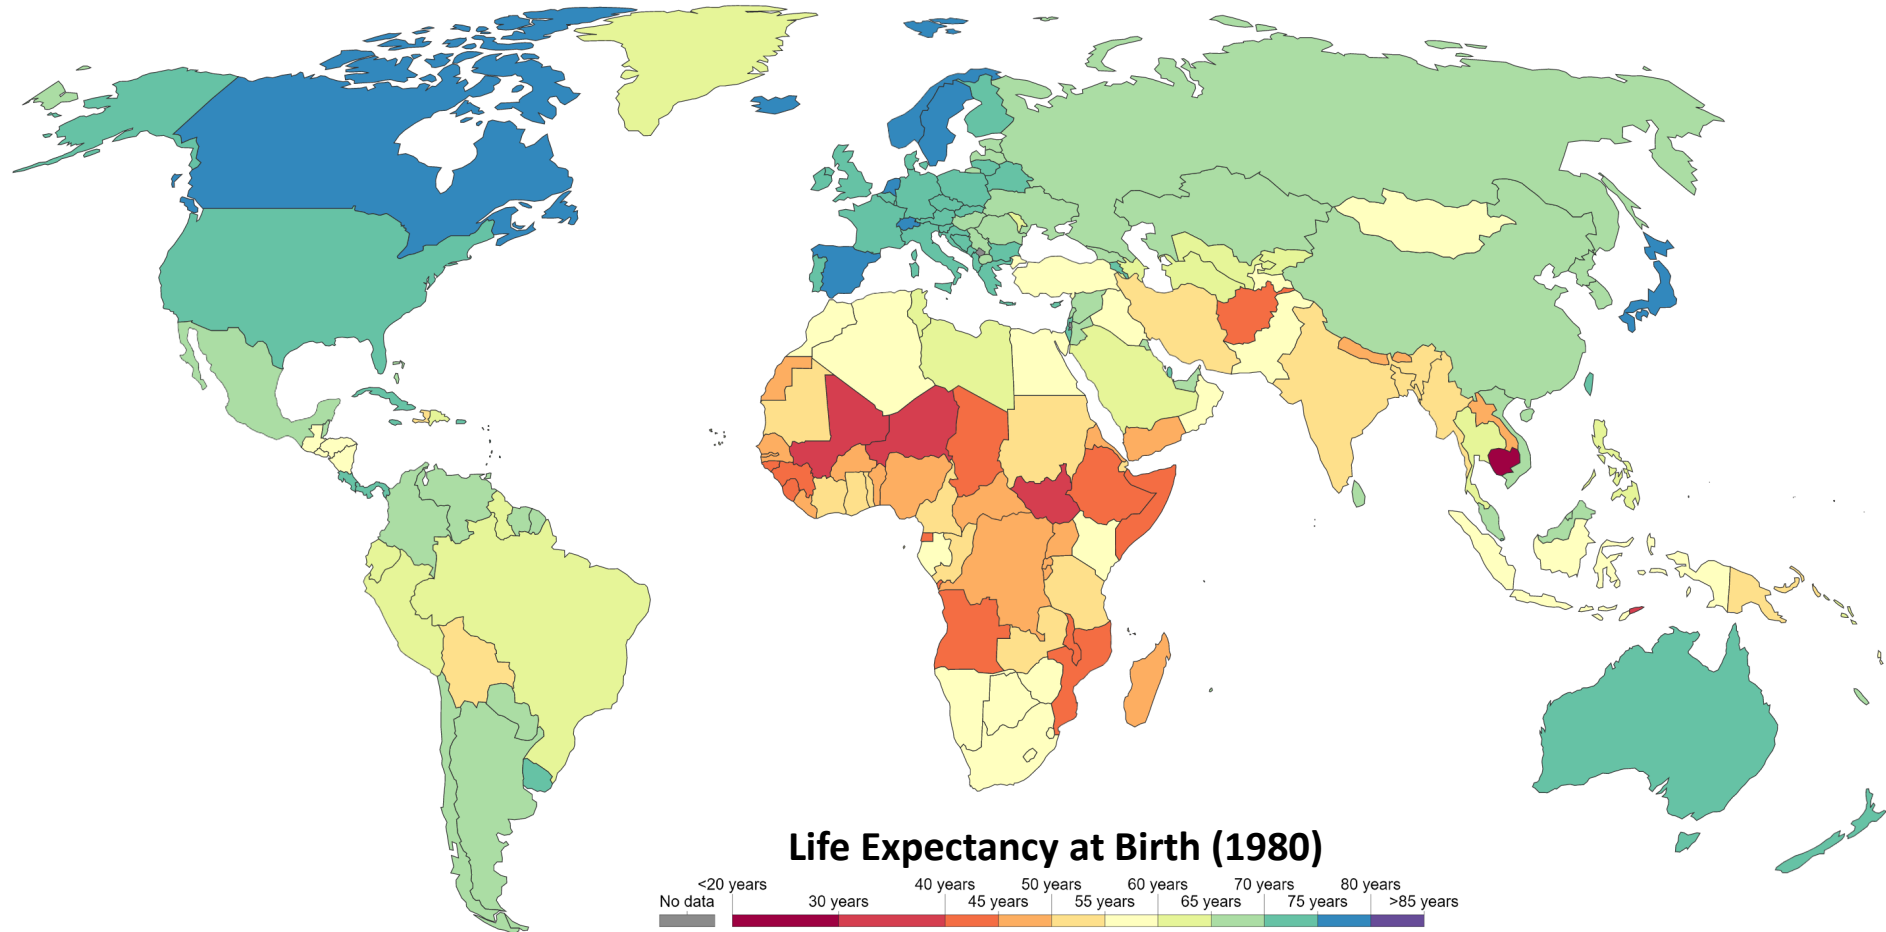 Life Expectancy at Birth (1980)
<20 years 40 years 50 years 60 years 70 years 80 years
No data 30 years 45 years 55 years 65 years 75 years >85 years